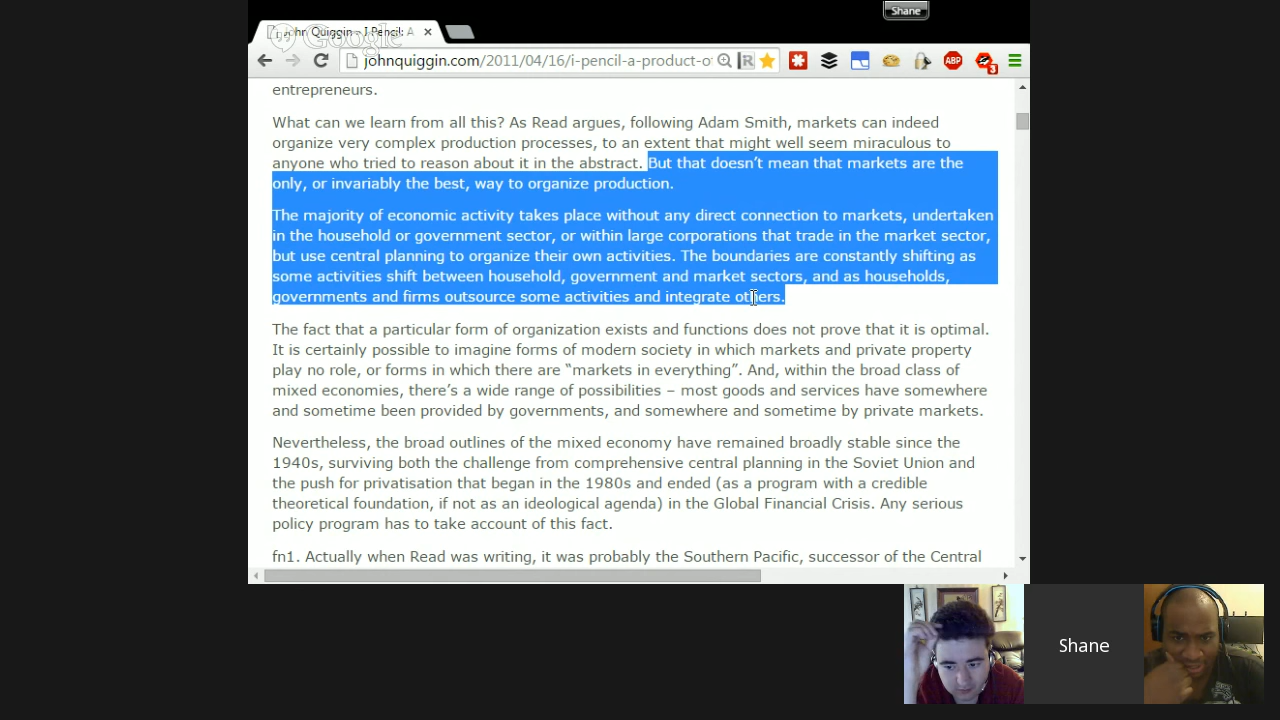 Shane
John Quiggin - I Pencil: A
Google
johnquiggin.com/2011/04/16/i-pencil-a-product-o
ABP
3
entrepreneurs.
What can we learn from all this? As Read argues, following Adam Smith, markets can indeed
organize very complex production processes, to an extent that might well seem miraculous to
anyone who tried to reason about it in the abstract. But that doesn’t mean that markets are the
only, or invariably the best, way to organize production.
The majority of economic activity takes place without any direct connection to markets, undertaken
in the household or government sector, or within large corporations that trade in the market sector,
but use central planning to organize their own activities. The boundaries are constantly shifting as
some activities shift between household, government and market sectors, and as households,
governments and firms outsource some activities and integrate others.
The fact that a particular form of organization exists and functions does not prove that it is optimal.
It is certainly possible to imagine forms of modern society in which markets and private property
play no role, or forms in which there are “markets in everything”. And, within the broad class of
mixed economies, there’s a wide range of possibilities – most goods and services have somewhere
and sometime been provided by governments, and somewhere and sometime by private markets.
Nevertheless, the broad outlines of the mixed economy have remained broadly stable since the
1940s, surviving both the challenge from comprehensive central planning in the Soviet Union and
the push for privatisation that began in the 1980s and ended (as a program with a credible
theoretical foundation, if not as an ideological agenda) in the Global Financial Crisis. Any serious
policy program has to take account of this fact.
fn1. Actually when Read was writing, it was probably the Southern Pacific, successor of the Central
Shane